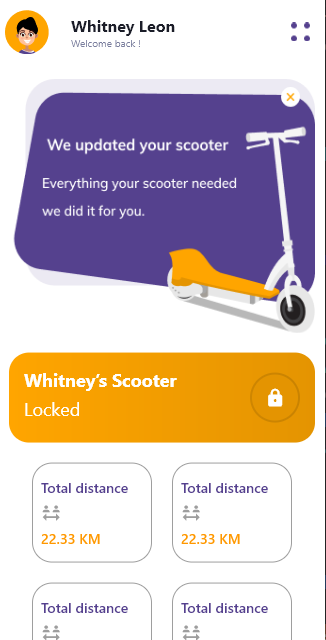 Whitney Leon
Welcome back !
We updated your scooter
Everything your scooter needed
we did it for you.
Whitney’s Scooter
Locked
Total distance
22.33 KM
Total distance
22.33 KM
Total distance
Total distance